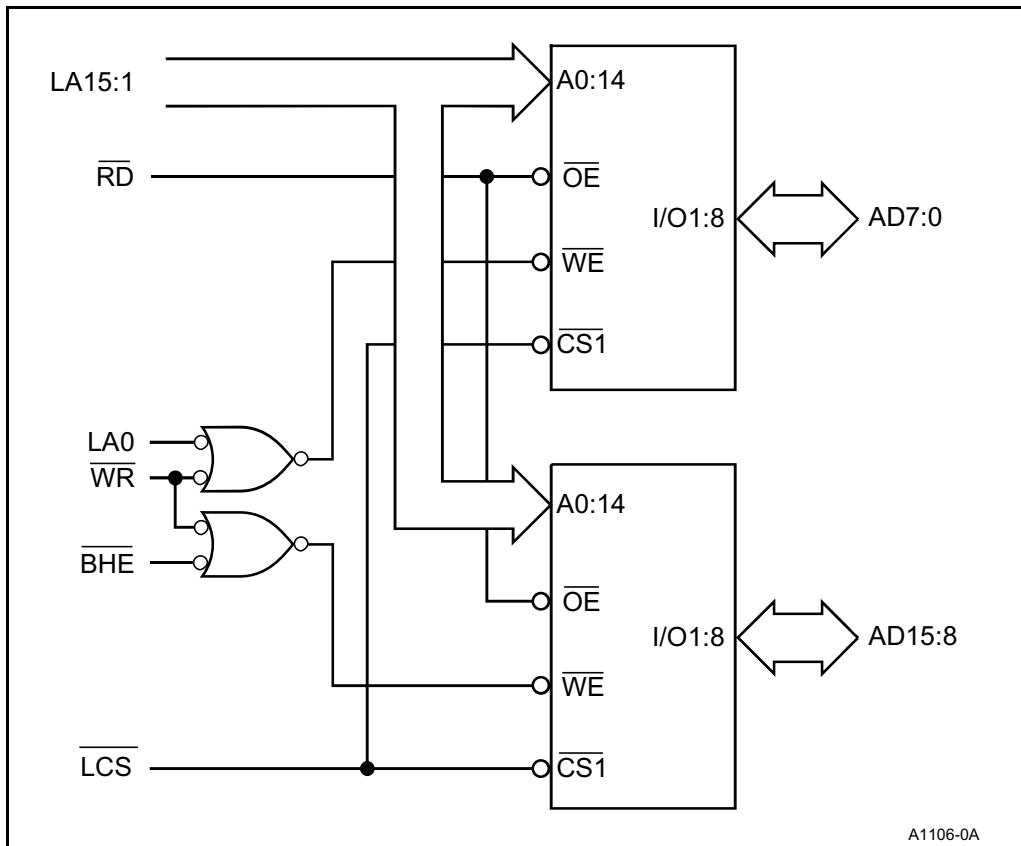 LA15:1
A0:14
RD
OE
I/O1:8
AD7:0
WE
CS1
LA0
WR
BHE
A0:14
OE
I/O1:8
AD15:8
WE
LCS
CS1
A1106-0A